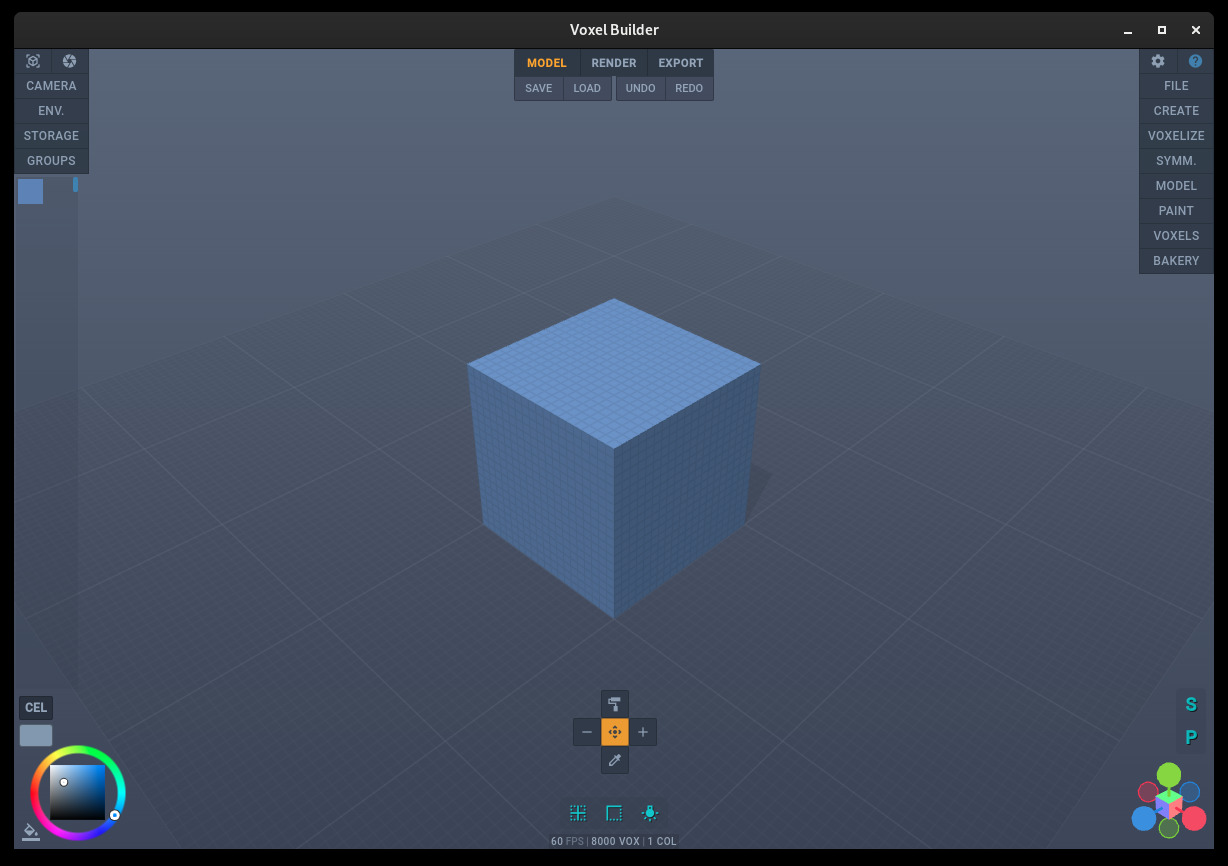 Voxel Builder
MODEL RENDER EXPORT
SAVE LOAD UNDO REDO
CAMERA
ENV.
STORAGE
GROUPS
?
FILE
CREATE
VOXELIZE
SYMM.
MODEL
PAINT
VOXELS
BAKERY
CEL
S
P
60 FPS | 8000 VOX | 1 COL